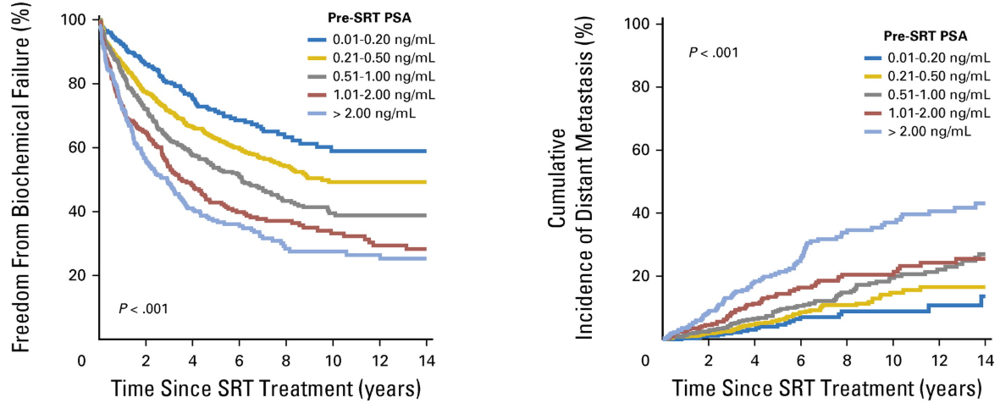 Freedom From Biochemical Failure (%)
100
80
60
40
20
0
2
4
6
8
10
12
14
Time Since SRT Treatment (years)
Pre-SRT PSA
0.01-0.20 ng/mL
0.21-0.50 ng/mL
0.51-1.00 ng/mL
1.01-2.00 ng/mL
> 2.00 ng/mL
P < .001
Cumulative
Incidence of Distant Metastasis (%)
100
80
60
40
20
0
2
4
6
8
10
12
14
Time Since SRT Treatment (years)
P < .001
Pre-SRT PSA
0.01-0.20 ng/mL
0.21-0.50 ng/mL
0.51-1.00 ng/mL
1.01-2.00 ng/mL
> 2.00 ng/mL